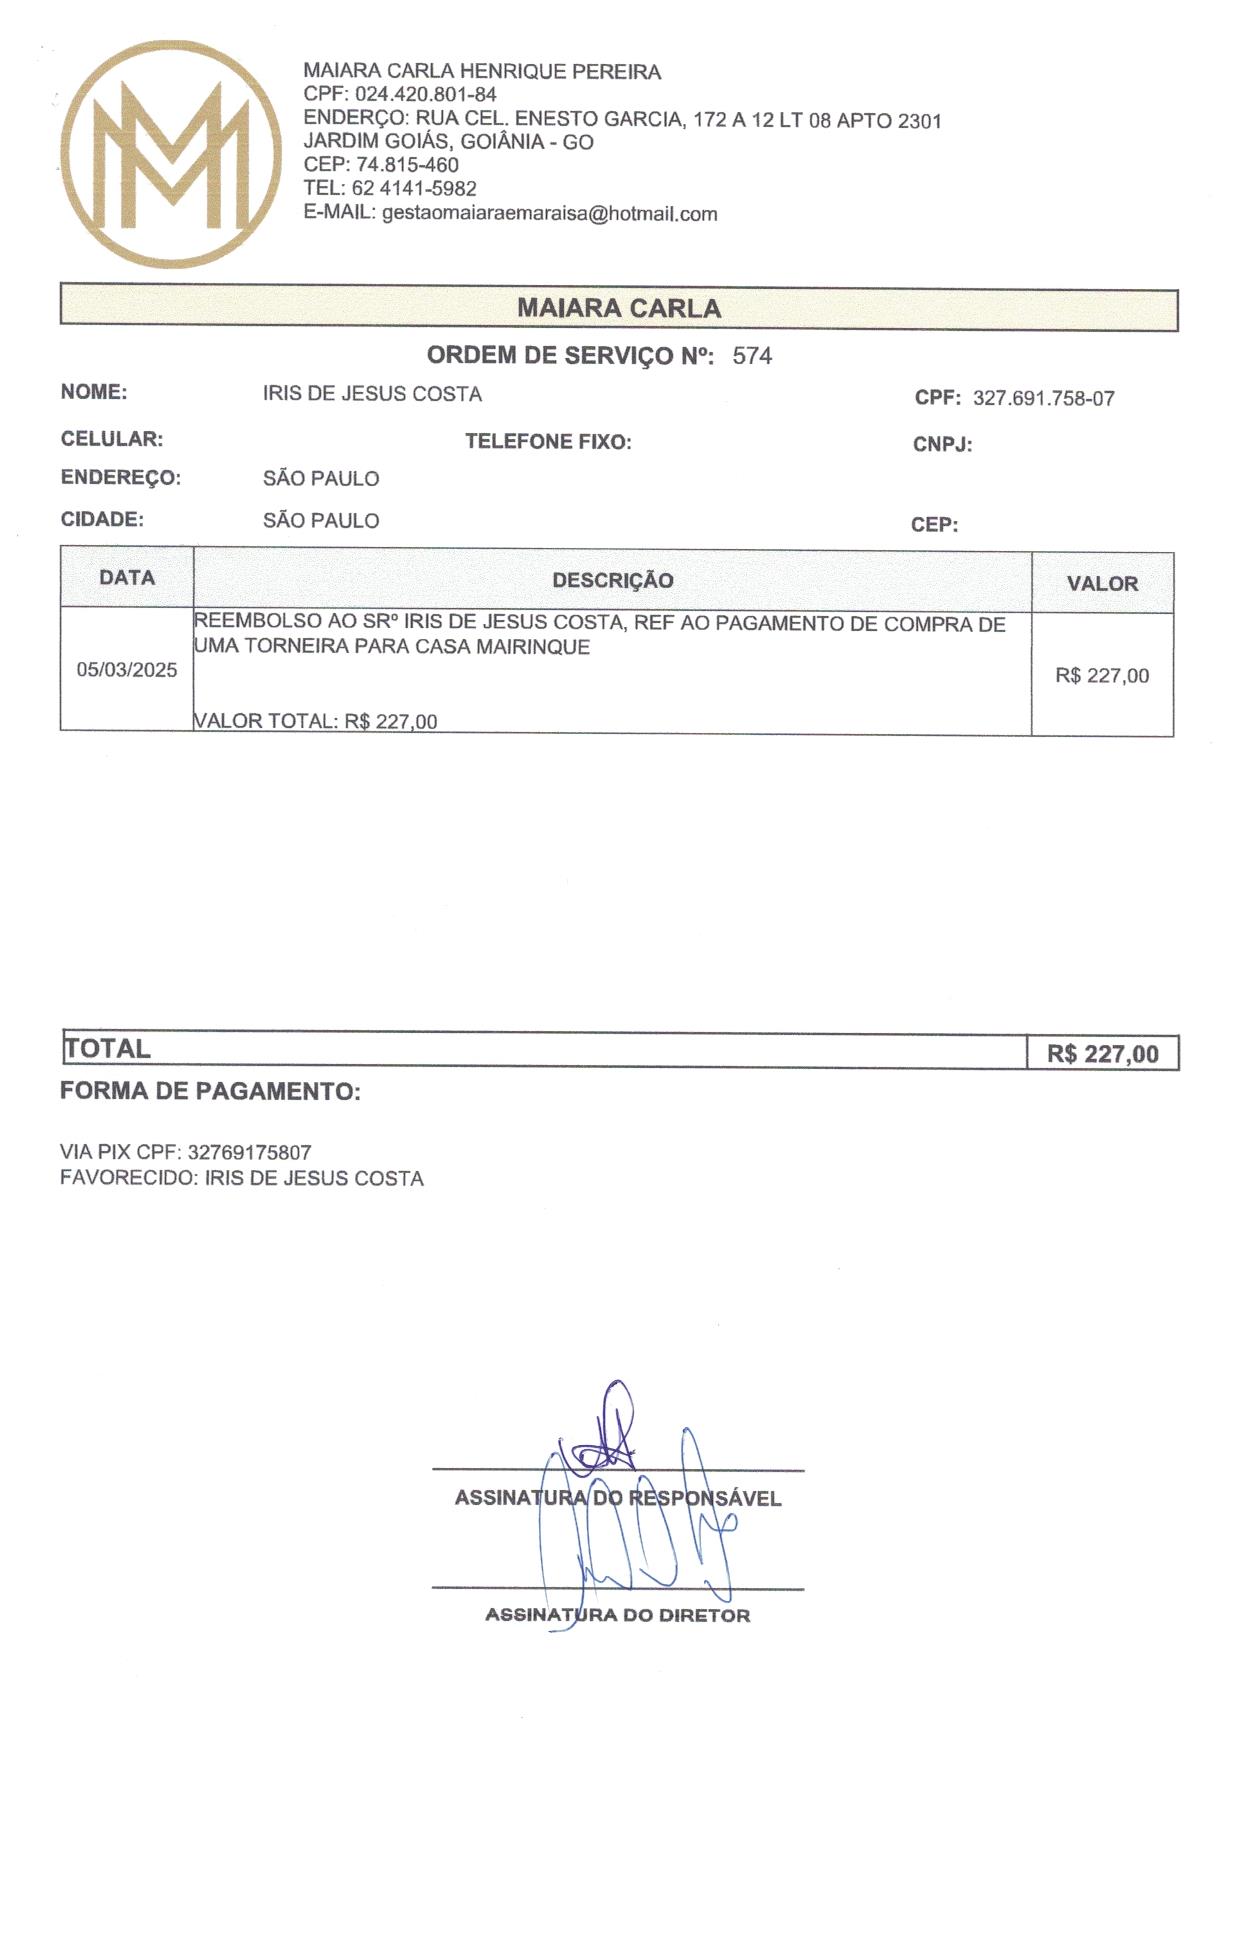 MAIARA CARLA HENRIQUE PEREIRA
CPF: 024.420.801-84
ENDERÇO: RUA CEL. ENESTO GARCIA, 172 A 12 LT 08 APTO 2301
JARDIM GOIÁS, GOIÂNIA - GO
CEP: 74.815-460
TEL: 62 4141-5982
E-MAIL: gestaomaiaraemaraisa@hotmail.com
MAIARA CARLA
ORDEM DE SERVIÇO Nº: 574
NOME: IRIS DE JESUS COSTA CPF: 327.691.758-07
CELULAR: TELEFONE FIXO: CNPJ:
ENDEREÇO: SÃO PAULO
CIDADE: SÃO PAULO CEP:
DATA DESCRIÇÃO VALOR
REEMBOLSO AO SRº IRIS DE JESUS COSTA, REF AO PAGAMENTO DE COMPRA DE
UMA TORNEIRA PARA CASA MAIRINQUE
05/03/2025 R$ 227,00
VALOR TOTAL: R$ 227,00
TOTAL R$ 227,00
FORMA DE PAGAMENTO:
VIA PIX CPF: 32769175807
FAVORECIDO: IRIS DE JESUS COSTA
ASSINATURA DO RESPONSÁVEL
ASSINATURA DO DIRETOR